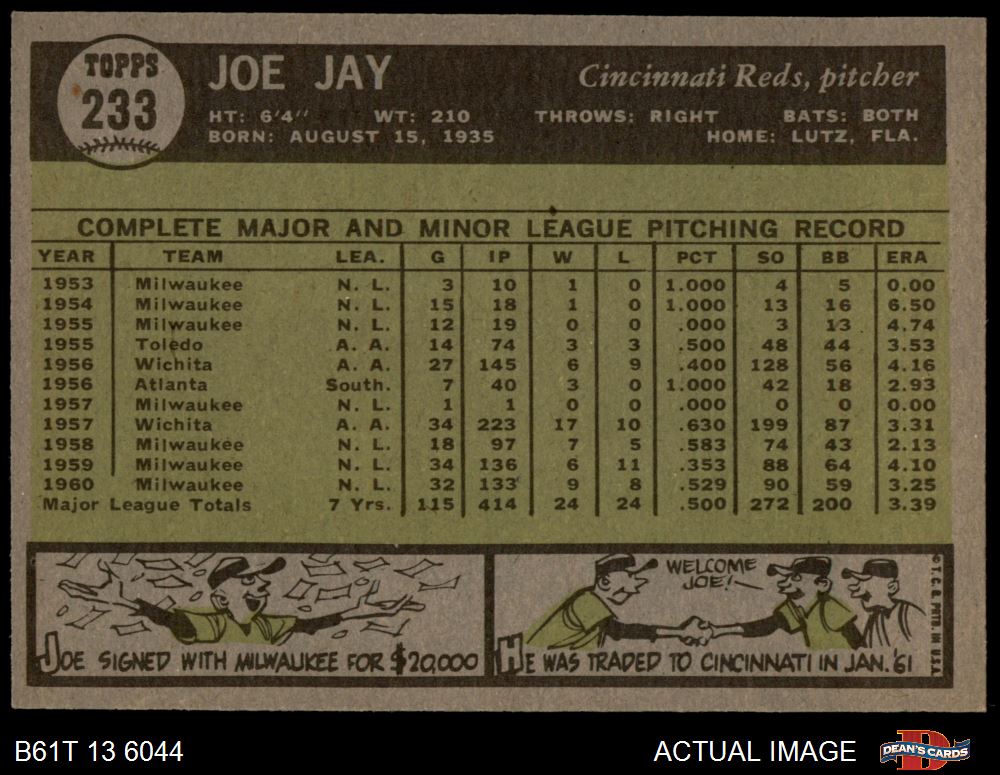 TOPPS
233
JOE JAY
Cincinnati Reds, pitcher
HT: 6'4" WT: 210 THROWS: RIGHT BATS: BOTH
BORN: AUGUST 15, 1935 HOME: LUTZ, FLA.
COMPLETE MAJOR AND MINOR LEAGUE PITCHING RECORD
YEAR TEAM LEA. G IP W L PCT SO BB ERA
1953 Milwaukee N. L. 3 10 1 0 1.000 4 5 0.00
1954 Milwaukee N. L. 15 18 1 0 1.000 13 16 6.50
1955 Milwaukee N. L. 12 19 0 0 .000 3 13 4.74
1955 Toledo A. A. 14 74 3 3 .500 48 44 3.53
1956 Wichita A. A. 27 145 6 9 .400 128 56 4.16
1956 Atlanta South. 7 40 3 0 1.000 42 18 2.93
1957 Milwaukee N. L. 1 1 0 0 .000 0 0 0.00
1957 Wichita A. A. 34 223 17 10 .630 199 87 3.31
1958 Milwaukee N. L. 18 97 7 5 .583 74 43 2.13
1959 Milwaukee N. L. 34 136 6 11 .353 88 64 4.10
1960 Milwaukee N. L. 32 133 9 8 .529 90 59 3.25
Major League Totals 7 Yrs. 115 414 24 24 .500 272 200 3.39
JOE SIGNED WITH MILWAUKEE FOR $20,000
WELCOME
JOE!
HE WAS TRADED TO CINCINNATI IN JAN. '61
© T. C. G. PRTD. IN U.S.A.
B61T 13 6044
ACTUAL IMAGE
D
DEAN'S CARDS